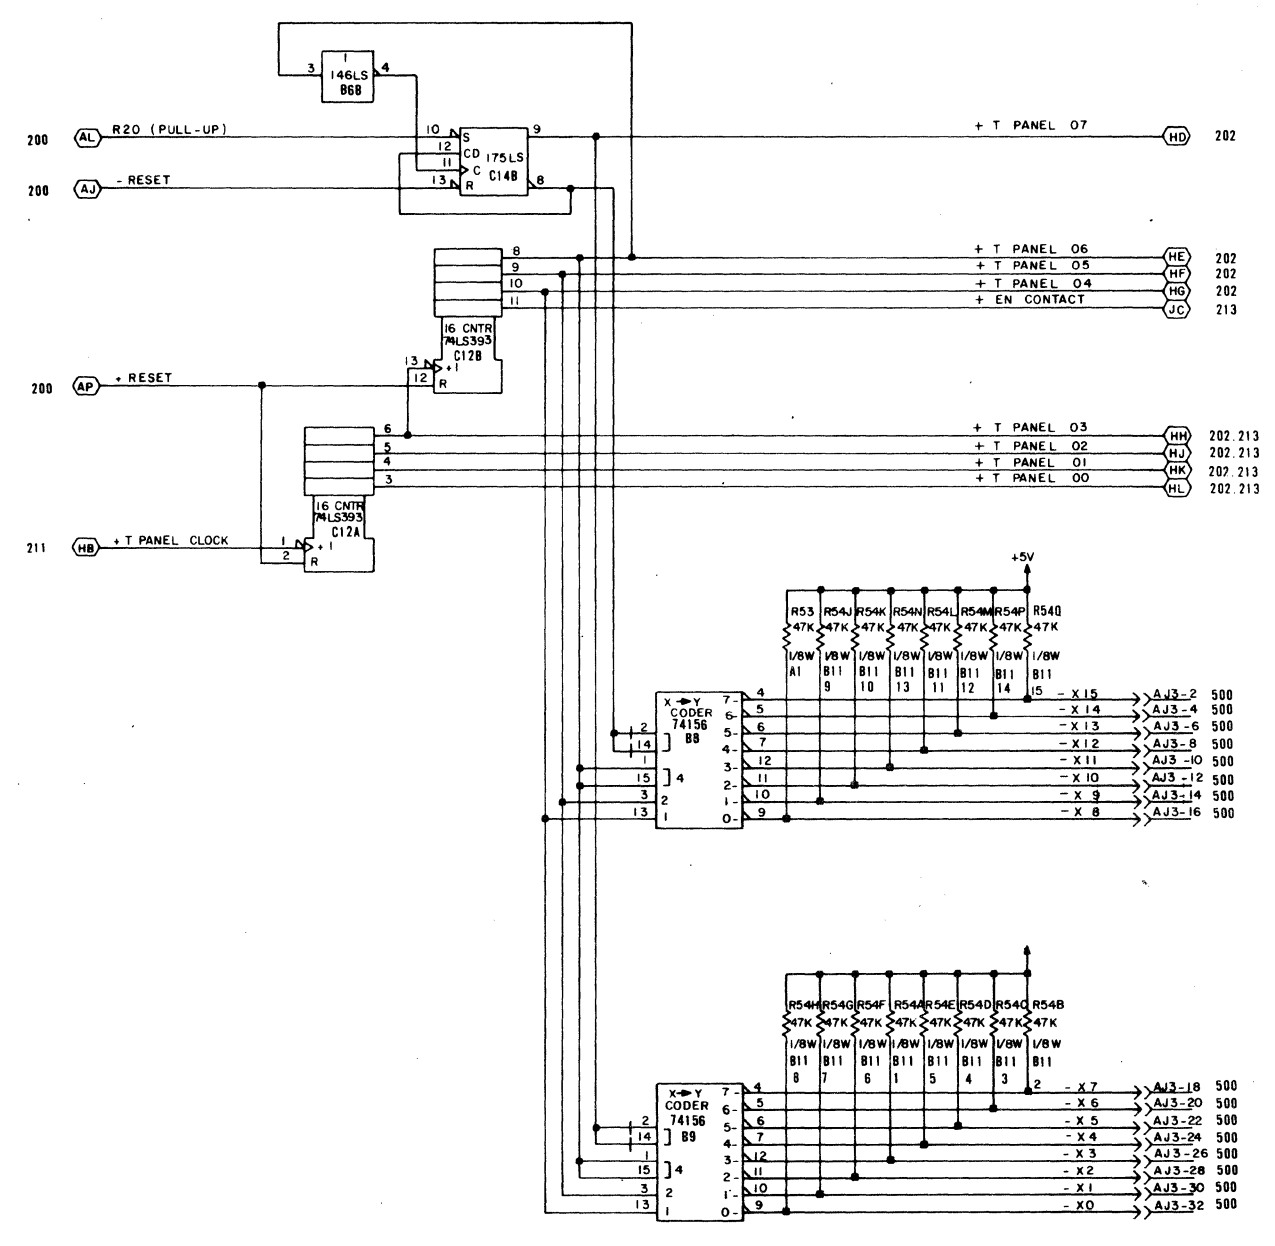 1
3 146LS 4
B6B
200 AL R20 (PULL-UP) 10 S 9 + T PANEL 07 HD 202
12 CD 175LS
11 C C14B
200 AJ - RESET 13 R 8
8 + T PANEL 06 HE 202
9 + T PANEL 05 HF 202
10 + T PANEL 04 HG 202
11 + EN CONTACT JC 213
16 CNTR
74LS393
C12B
13 +1
200 AP + RESET 12 R
6 + T PANEL 03 HH 202.213
5 + T PANEL 02 HJ 202.213
4 + T PANEL 01 HK 202.213
3 + T PANEL 00 HL 202.213
16 CNTR
74LS393
C12A
211 HB + T PANEL CLOCK 1 +1
2 R
+5V
R53 R54J R54K R54N R54L R54M R54P R54Q
47K 47K 47K 47K 47K 47K 47K 47K
1/8W 1/8W 1/8W 1/8W 1/8W 1/8W 1/8W 1/8W
A1 B11 B11 B11 B11 B11 B11 B11
9 10 13 11 12 14 15
X Y
CODER
74156
B8
7 4 - X15 AJ3-2 500
6 5 - X14 AJ3-4 500
2 5 6 - X13 AJ3-6 500
14 4 7 - X12 AJ3-8 500
1 3 12 - X11 AJ3-10 500
15 4 2 11 - X10 AJ3-12 500
3 2 1 10 - X 9 AJ3-14 500
13 1 0 9 - X 8 AJ3-16 500
R54H R54G R54F R54A R54E R54D R54C R54B
47K 47K 47K 47K 47K 47K 47K 47K
1/8W 1/8W 1/8W 1/8W 1/8W 1/8W 1/8W 1/8W
B11 B11 B11 B11 B11 B11 B11 B11
8 7 6 1 5 4 3 2
X Y
CODER
74156
B9
7 4 - X7 AJ3-18 500
6 5 - X 6 AJ3-20 500
2 5 6 - X 5 AJ3-22 500
14 4 7 - X 4 AJ3-24 500
1 3 12 - X 3 AJ3-26 500
15 4 2 11 - X2 AJ3-28 500
3 2 1 10 - X1 AJ3-30 500
13 1 0 9 - X0 AJ3-32 500